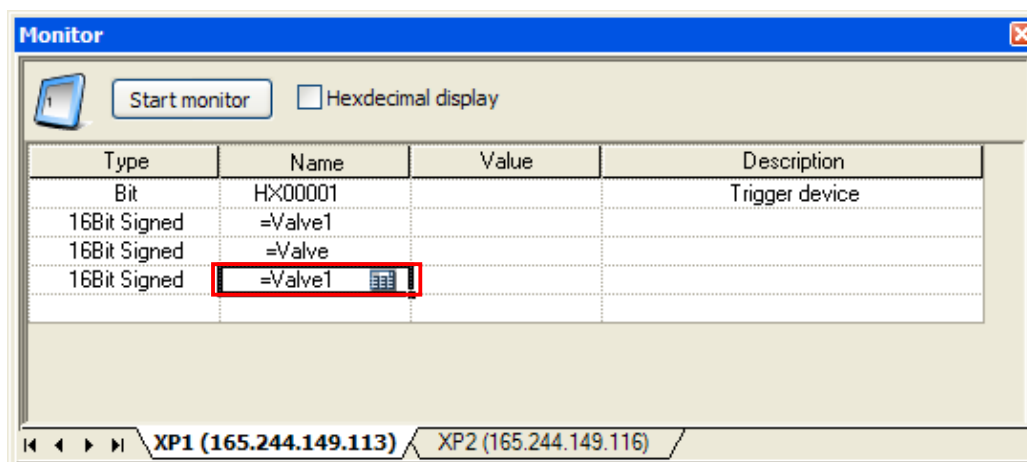 Monitor
1 Start monitor Hexdecimal display
Type Name Value Description
Bit HX00001 Trigger device
16Bit Signed =Valve1
16Bit Signed =Valve
16Bit Signed =Valve1
XP1 (165.244.149.113) XP2 (165.244.149.116)